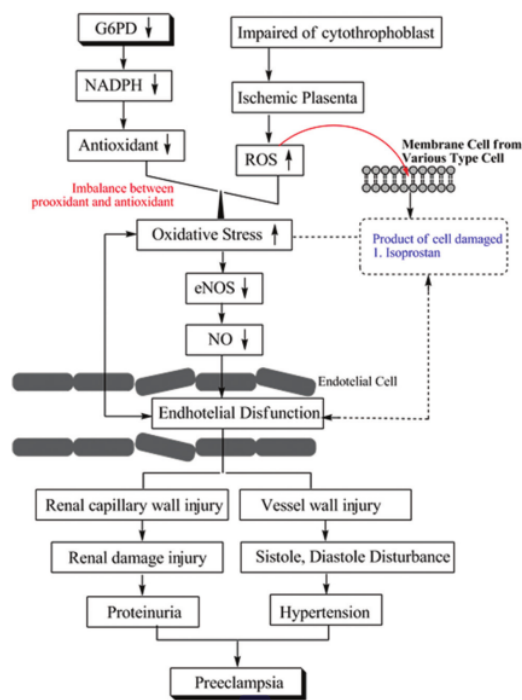 G6PD ↓
Impaired of cytothrophoblast
NADPH ↓
Ischemic Plasenta
Antioxidant ↓
ROS ↑
Membrane Cell from
Various Type Cell
Imbalance between
prooxidant and antioxidant
Oxidative Stress ↑
Product of cell damaged
1. Isoprostan
eNOS ↓
NO ↓
Endotelial Cell
Endhotelial Disfunction
Renal capillary wall injury
Vessel wall injury
Renal damage injury
Sistole, Diastole Disturbance
Proteinuria
Hypertension
Preeclampsia